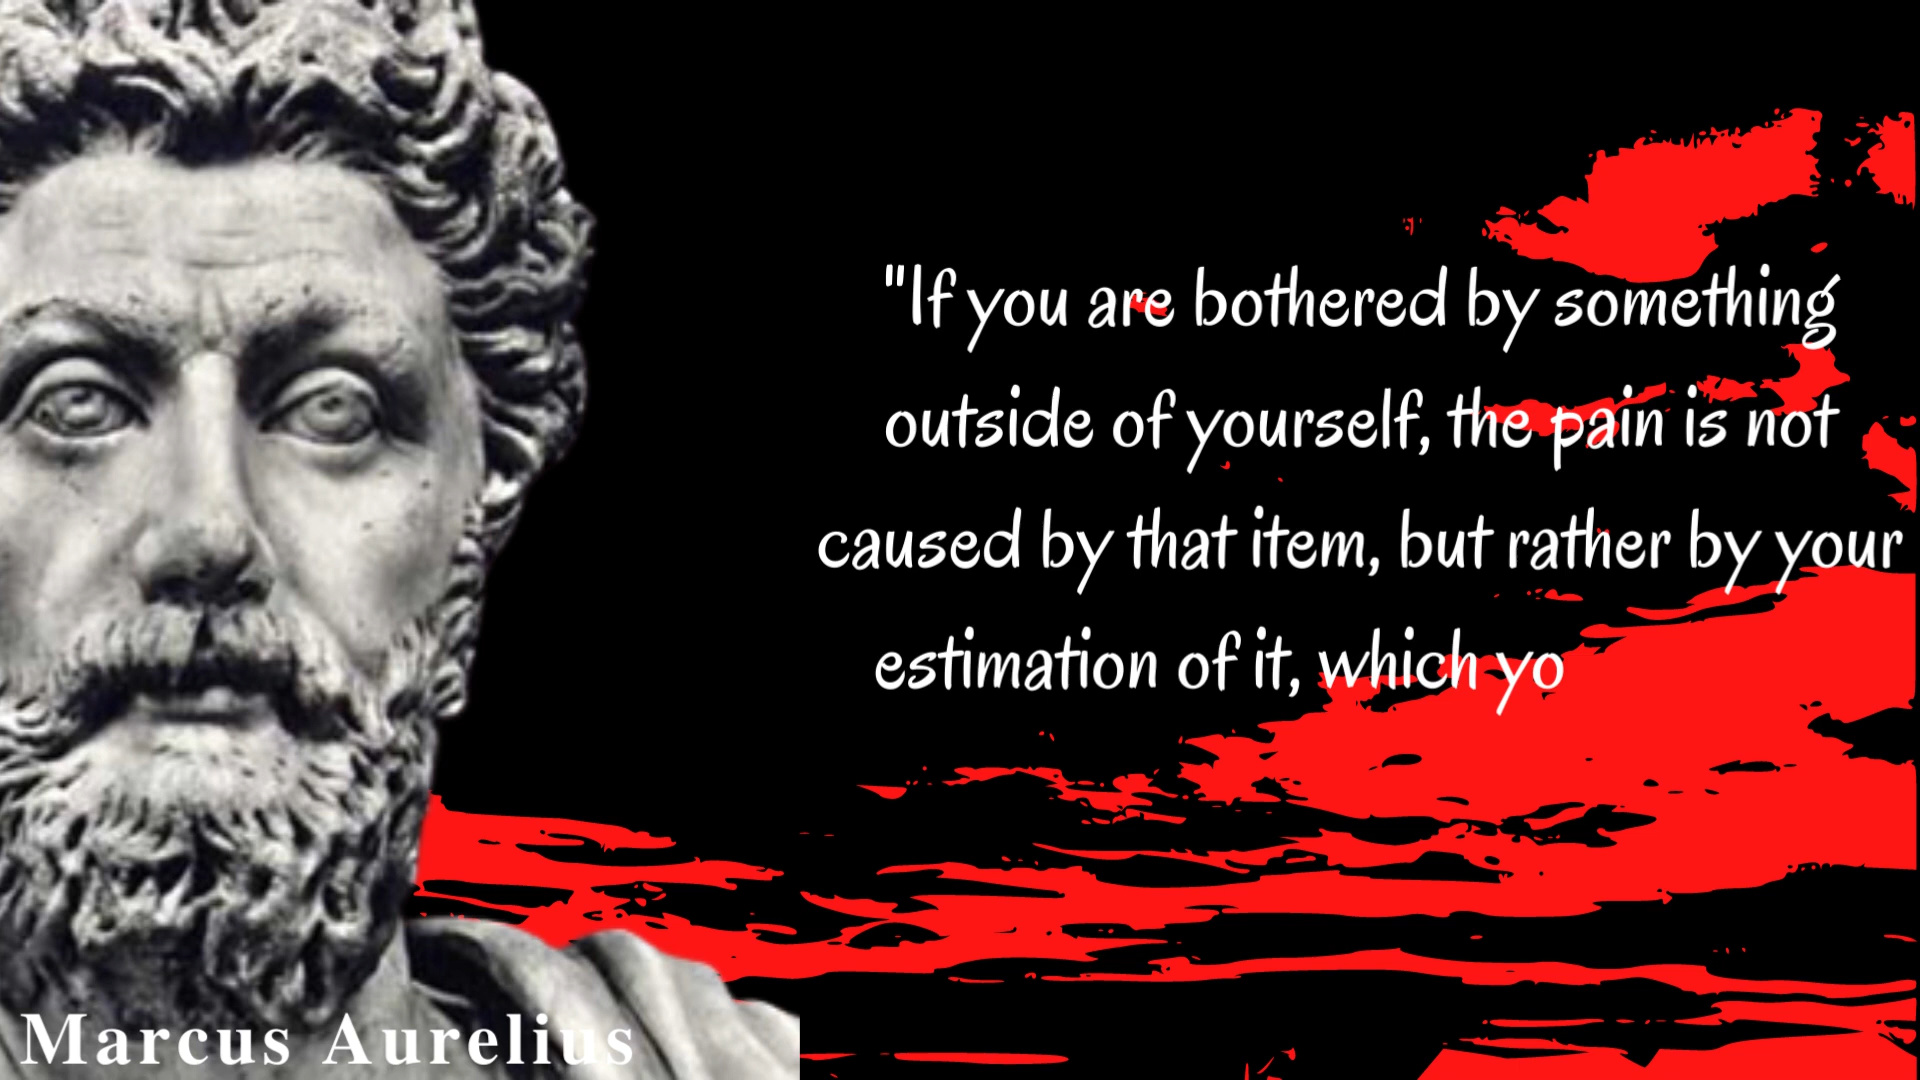 "If you are bothered by something
outside of yourself, the pain is not
caused by that item, but rather by your
estimation of it, which yo
Marcus Aurelius